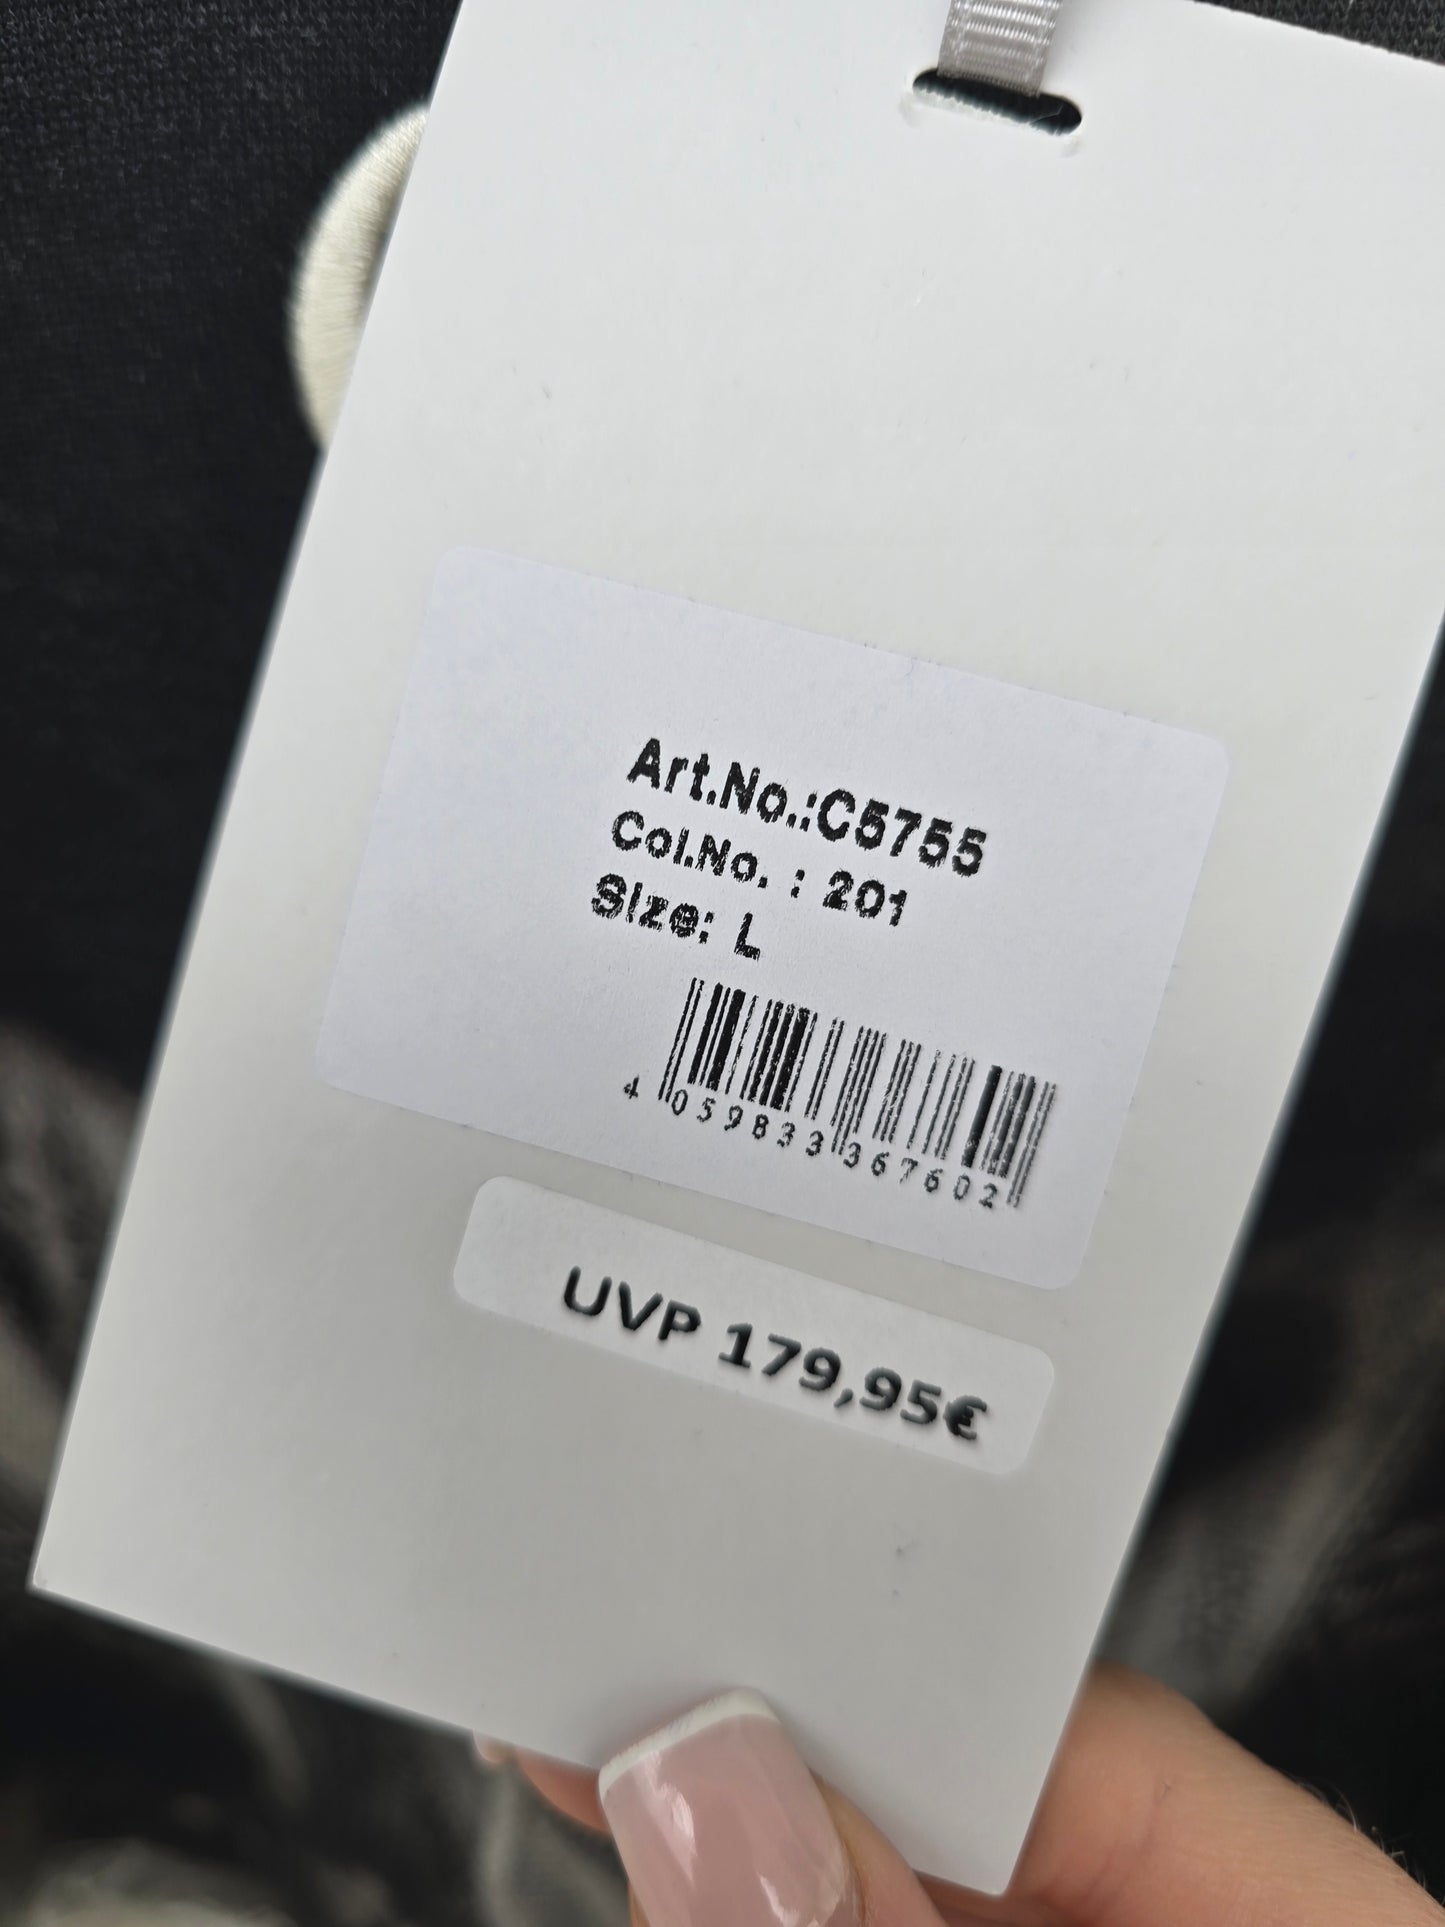 Art.No.:C5755
Col.No. : 201
Size: L
4 059833 367602
UVP 179,95€